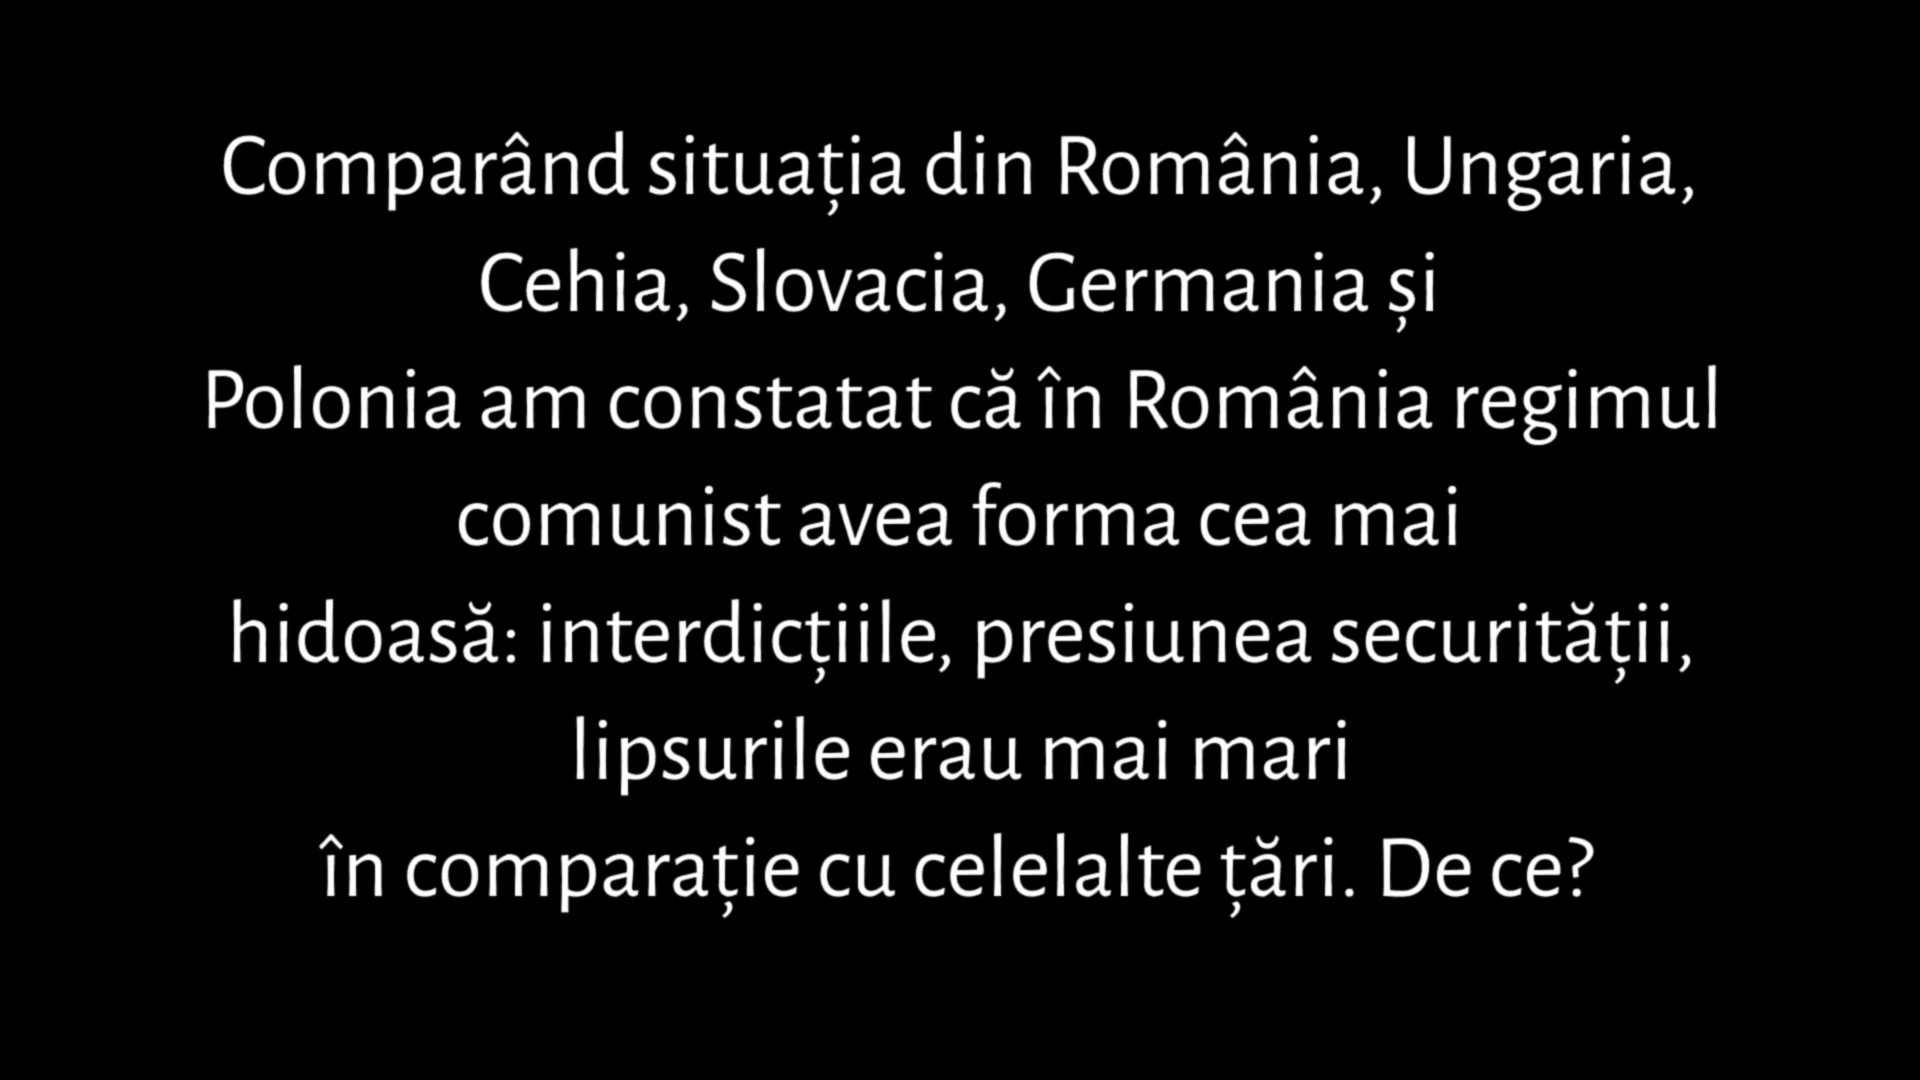 Comparând situația din România, Ungaria,
Cehia, Slovacia, Germania și
Polonia am constatat că în România regimul
comunist avea forma cea mai
hidoasă: interdicțiile, presiunea securității,
lipsurile erau mai mari
în comparație cu celelalte țări. De ce?